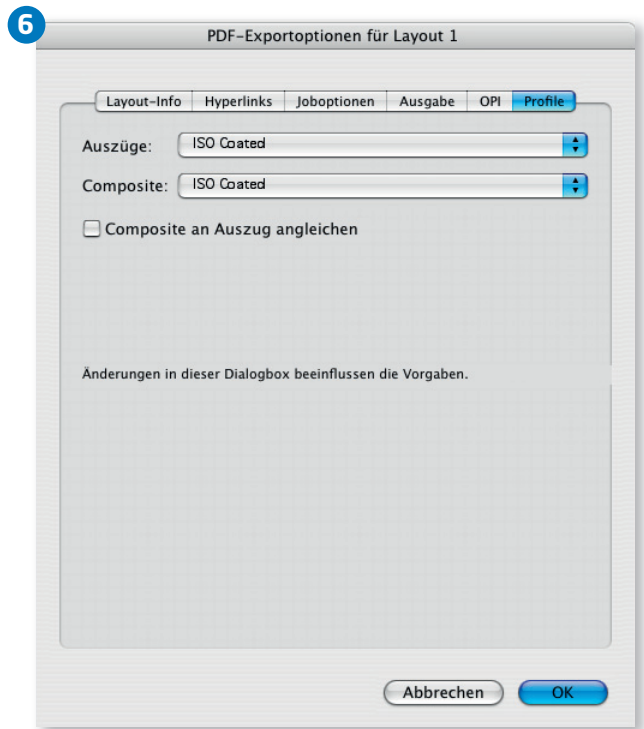 6
PDF-Exportoptionen für Layout 1
Layout-Info Hyperlinks Joboptionen Ausgabe OPI Profile
Auszüge: ISO Coated
Composite: ISO Coated
Composite an Auszug angleichen
Änderungen in dieser Dialogbox beeinflussen die Vorgaben.
Abbrechen OK